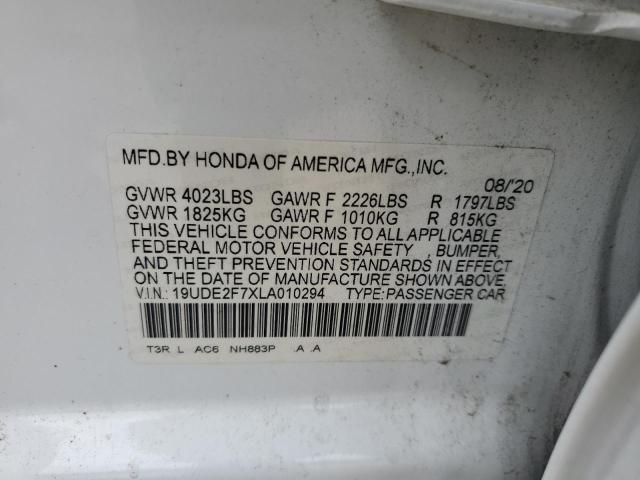 MFD.BY HONDA OF AMERICA MFG.,INC.
08/'20
GVWR 4023LBS GAWR F 2226LBS R 1797LBS
GVWR 1825KG GAWR F 1010KG R 815KG
THIS VEHICLE CONFORMS TO ALL APPLICABLE
FEDERAL MOTOR VEHICLE SAFETY , BUMPER,
AND THEFT PREVENTION STANDARDS IN EFFECT
ON THE DATE OF MANUFACTURE SHOWN ABOVE.
V.I.N.: 19UDE2F7XLA010294 TYPE:PASSENGER CAR
T3R L AC6 NH883P .A .A